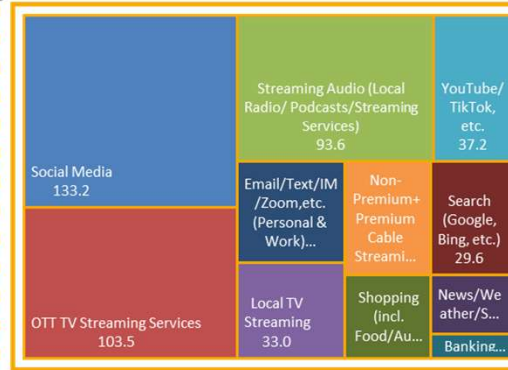 Social Media
133.2
OTT TV Streaming Services
103.5
Streaming Audio (Local
Radio/ Podcasts/Streaming
Services)
93.6
YouTube/
TikTok,
etc.
37.2
Email/Text/IM
/Zoom,etc.
(Personal &
Work)...
Non-
Premium+
Premium
Cable
Streami...
Search
(Google,
Bing, etc.)
29.6
Local TV
Streaming
33.0
Shopping
(incl.
Food/Au...
News/We
ather/S...
Banking...